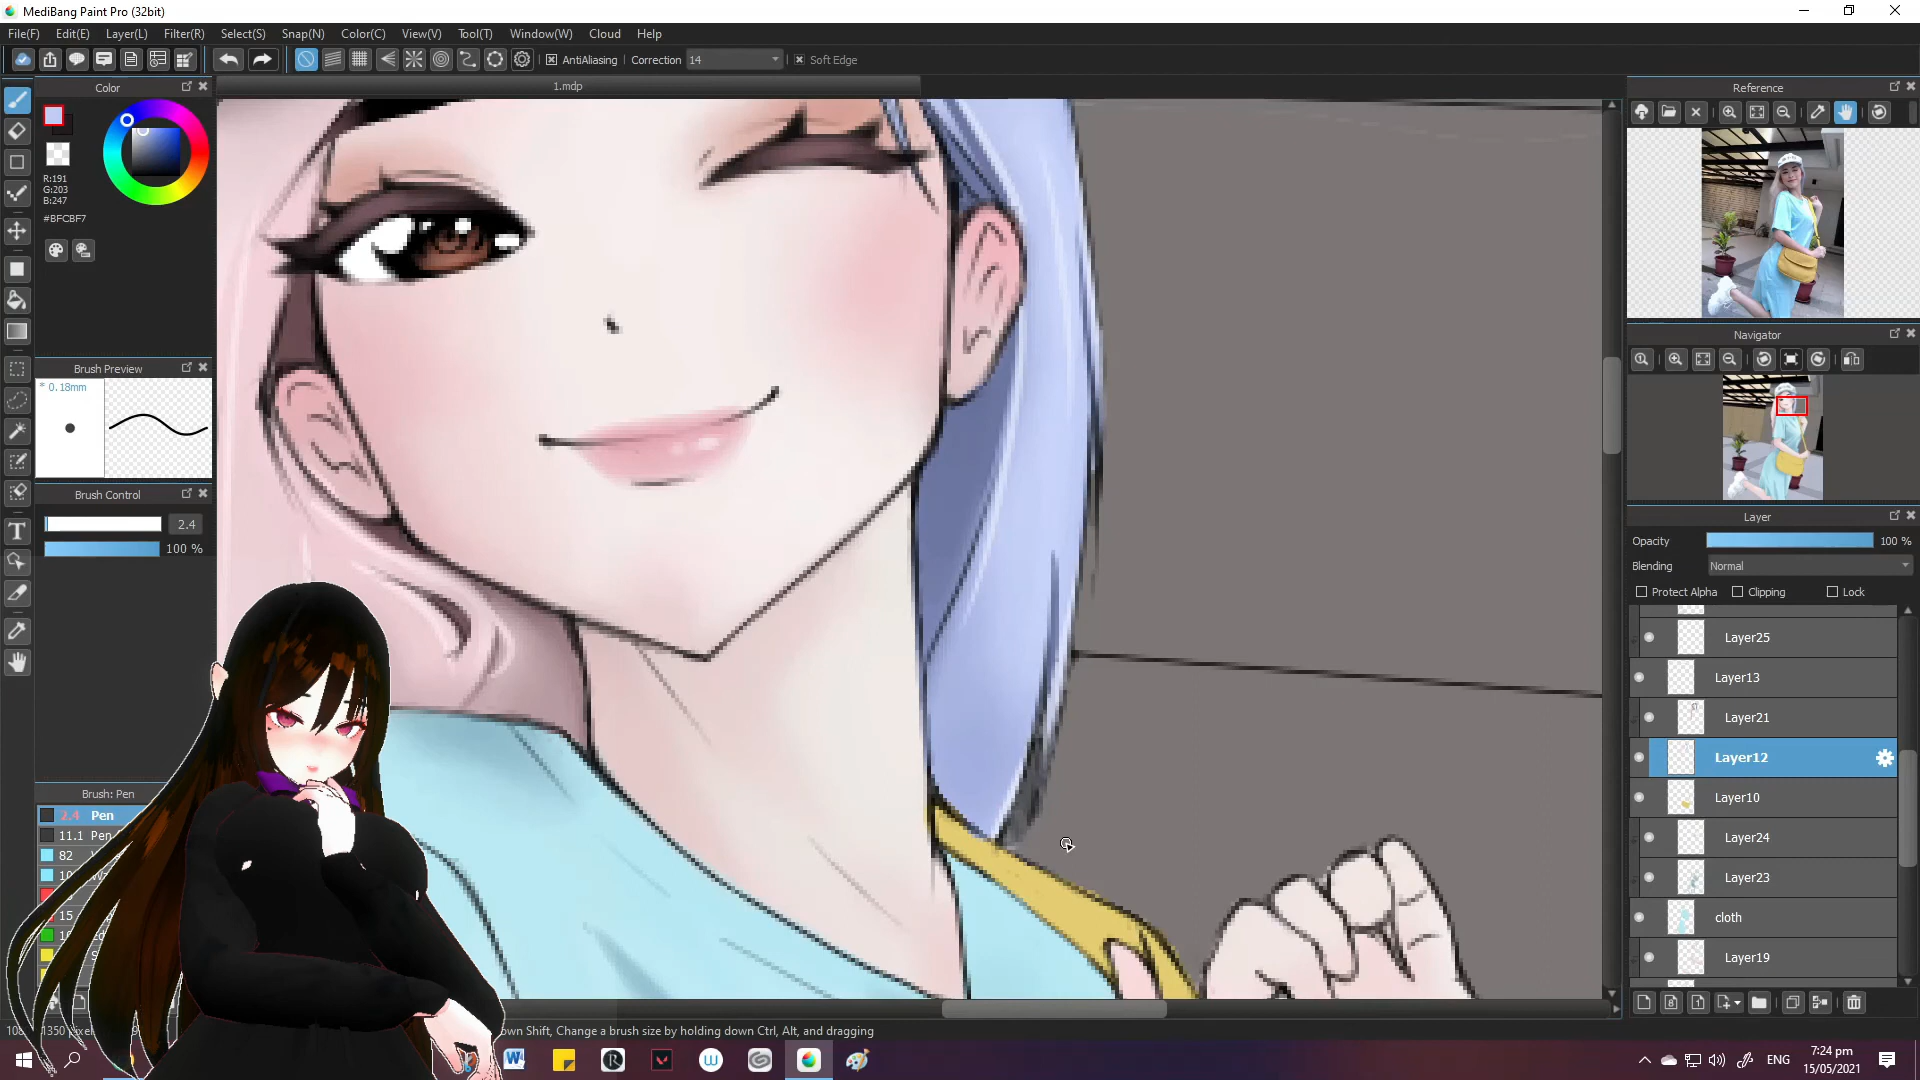 MediBang Paint Pro (32bit)
File(F) Edit(E) Layer(L) Filter(R) Select(S) Snap(N) Color(C) View(V) Tool(T) Window(W) Cloud Help
AntiAliasing Correction 14 Soft Edge
Color
1.mdp
Reference
R:191
G:203
B:247
#BFCBF7
Navigator
Brush Preview
* 0.18mm
Brush Control
2.4
100 %
Layer
Opacity 100 %
Blending Normal
Protect Alpha Clipping Lock
Layer25
Layer13
Layer21
Layer12
Layer10
Layer24
Layer23
cloth
Layer19
Brush: Pen
2.4 Pen
11.1 Pen
82
15
own Shift, Change a brush size by holding down Ctrl, Alt, and dragging
ENG
7:24 pm
15/05/2021